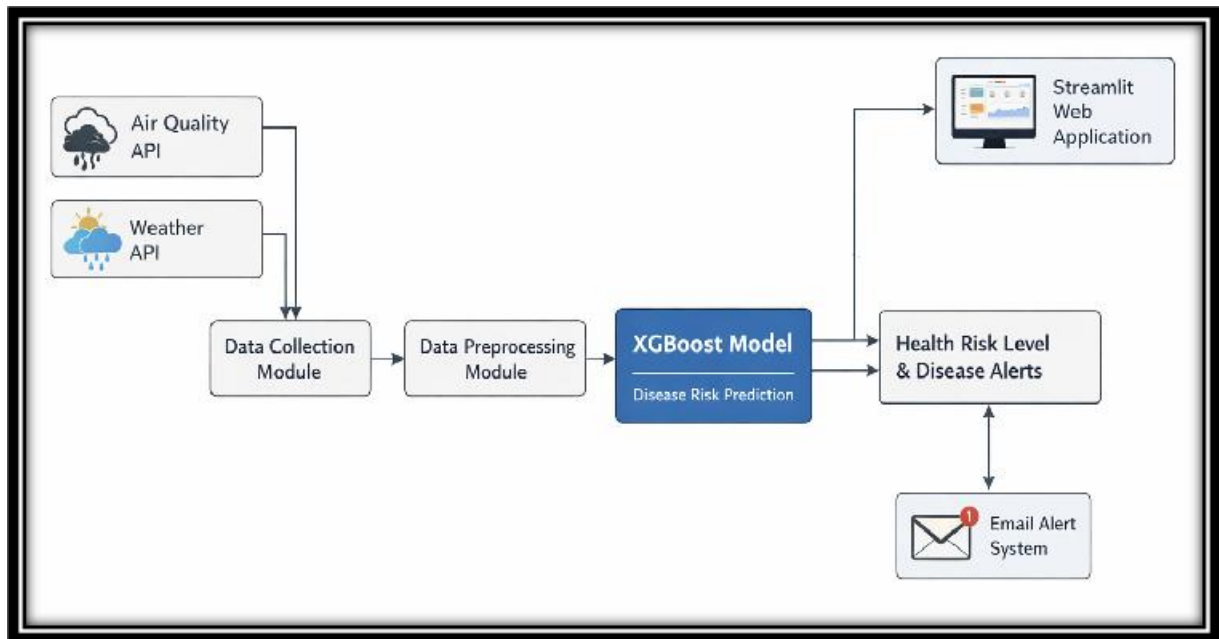 Air Quality
API
Weather
API
Data Collection
Module
Data Preprocessing
Module
XGBoost Model
Disease Risk Prediction
Streamlit
Web
Application
Health Risk Level
& Disease Alerts
1
Email Alert
System